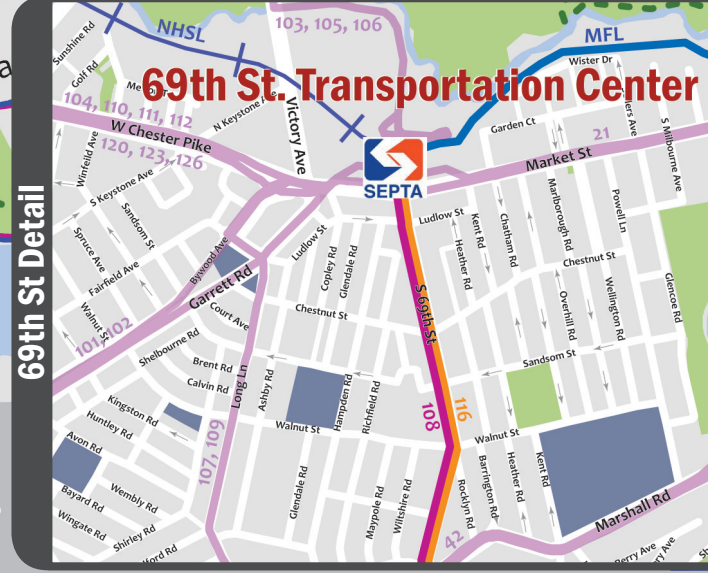 NHSL
103, 105, 106
MFL
Sunshine Rd
Golf Rd
Wister Dr
69th St. Transportation Center
104, 110, 111, 112
N Keystone Ave
Victory Ave
Garden Ct
S Milbourne Ave
W Chester Pike
120, 123, 126
21
Market St
SEPTA
Winfeild Ave
S Keystone Ave
Sandsom St
Spruce Ave
Fairfield Ave
Walnut St
Bywood Ave
Ludlow St
Copley Rd
Glendale Rd
Ludlow St
Kent Rd
Heather Rd
Chatham Rd
Marlborough Rd
Powell Ln
Chestnut St
Glencoe Rd
69th St Detail
Garrett Rd
Court Ave
Chestnut St
S 69th St
Overhill Rd
Wellington Rd
101, 102
Shelbourne Rd
Brent Rd
Calvin Rd
Long Ln
Ashby Rd
Hampden Rd
Richfield Rd
Sandsom St
Kingston Rd
Huntley Rd
Avon Rd
107, 109
Walnut St
108
116
Walnut St
Bayard Rd
Wembly Rd
Wingate Rd
Shirley Rd
Glendale Rd
Maypole Rd
Wiltshire Rd
Rocklyn Rd
Barrington Rd
Heather Rd
Kent Rd
Marshall Rd
42